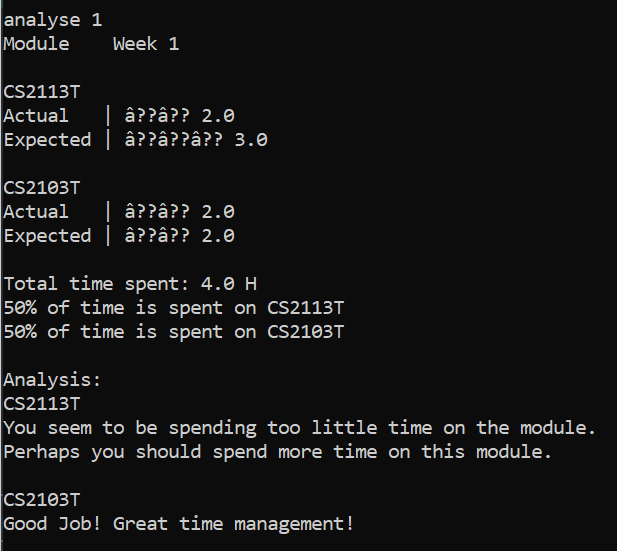 analyse 1
Module    Week 1
CS2113T
Actual   | â??â?? 2.0
Expected | â??â??â?? 3.0
CS2103T
Actual   | â??â?? 2.0
Expected | â??â?? 2.0
Total time spent: 4.0 H
50% of time is spent on CS2113T
50% of time is spent on CS2103T
Analysis:
CS2113T
You seem to be spending too little time on the module.
Perhaps you should spend more time on this module.
CS2103T
Good Job! Great time management!